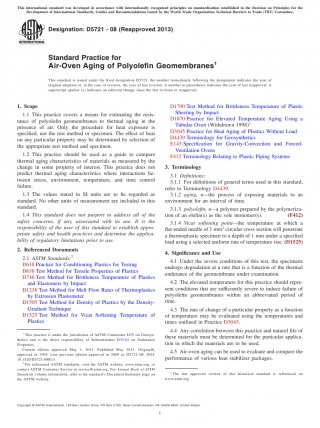 This international standard was developed in accordance with internationally recognized principles on standardization established in the Decision on Principles for the
Development of International Standards, Guides and Recommendations issued by the World Trade Organization Technical Barriers to Trade (TBT) Committee.
Designation: D5721 − 08 (Reapproved 2013)
Standard Practice for
Air-Oven Aging of Polyolefin Geomembranes1
This standard is issued under the fixed designation D5721; the number immediately following the designation indicates the year of
original adoption or, in the case of revision, the year of last revision. A number in parentheses indicates the year of last reapproval. A
superscript epsilon (ε) indicates an editorial change since the last revision or reapproval.
1. Scope
1.1 This practice covers a means for estimating the resis-
tance of polyolefin geomembranes to thermal aging in the
presence of air. Only the procedure for heat exposure is
specified, not the test method or specimen. The effect of heat
on any particular property may be determined by selection of
the appropriate test method and specimen.
1.2 This practice should be used as a guide to compare
thermal aging characteristics of materials as measured by the
change in some property of interest. This practice does not
predict thermal aging characteristics where interactions be-
tween stress, environment, temperature, and time control
failure.
1.3 The values stated in SI units are to be regarded as
standard. No other units of measurement are included in this
standard.
1.4 This standard does not purport to address all of the
safety concerns, if any, associated with its use. It is the
responsibility of the user of this standard to establish appro-
priate safety and health practices and determine the applica-
bility of regulatory limitations prior to use.
2. Referenced Documents
2.1 ASTM Standards:2
D618 Practice for Conditioning Plastics for Testing
D638 Test Method for Tensile Properties of Plastics
D746 Test Method for Brittleness Temperature of Plastics
and Elastomers by Impact
D1238 Test Method for Melt Flow Rates of Thermoplastics
by Extrusion Plastometer
D1505 Test Method for Density of Plastics by the Density-
Gradient Technique
D1525 Test Method for Vicat Softening Temperature of
Plastics
1 This practice is under the jurisdiction of ASTM Committee D35 on Geosyn-
thetics and is the direct responsibility of Subcommittee D35.02 on Endurance
Properties.
Current edition approved May 1, 2013. Published May 2013. Originally
approved in 1995. Last previous edition approved in 2008 as D5721–08. DOI:
10.1520/D5721-08R13.
2 For referenced ASTM standards, visit the ASTM website, www.astm.org, or
contact ASTM Customer Service at service@astm.org. For Annual Book of ASTM
Standards volume information, refer to the standard's Document Summary page on
the ASTM website.
D1790 Test Method for Brittleness Temperature of Plastic
Sheeting by Impact
D1870 Practice for Elevated Temperature Aging Using a
Tubular Oven (Withdrawn 1998)3
D3045 Practice for Heat Aging of Plastics Without Load
D4439 Terminology for Geosynthetics
E145 Specification for Gravity-Convection and Forced-
Ventilation Ovens
F412 Terminology Relating to Plastic Piping Systems
3. Terminology
3.1 Definitions:
3.1.1 For definitions of general terms used in this standard,
refer to Terminology D4439.
3.1.2 aging, n—the process of exposing materials to an
environment for an interval of time.
3.1.3 polyolefin, n—a polymer prepared by the polymeriza-
tion of an olefin(s) as the sole monomer(s). (F412)
3.1.4 Vicat softening point—the temperature at which a
flat-ended needle of 1 mm2 circular cross section will penetrate
a thermoplastic specimen to a depth of 1 mm under a specified
load using a selected uniform rate of temperature rise. (D1525)
4. Significance and Use
4.1 Under the severe conditions of this test, the specimens
undergo degradation at a rate that is a function of the thermal
endurance of the geomembrane under examination.
4.2 The elevated temperature for this practice should repre-
sent conditions that are sufficiently severe to induce failure of
polyolefin geomembranes within an abbreviated period of
time.
4.3 The rate of change of a particular property as a function
of temperature may be evaluated using the temperatures and
times outlined in Practice D3045.
4.4 Any correlation between this practice and natural life of
these materials must be determined for the particular applica-
tion in which the materials are to be used.
4.5 Air-oven aging can be used to evaluate and compare the
performance of various heat stabilizer packages.
3 The last approved version of this historical standard is referenced on
www.astm.org.
Copyright © ASTM International, 100 Barr Harbor Drive, PO Box C700, West Conshohocken, PA 19428-2959. United States
1